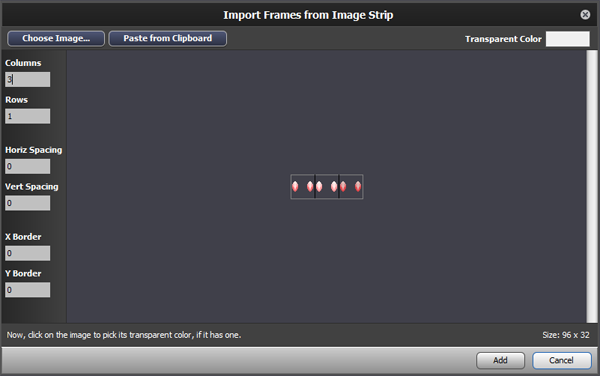 Import Frames from Image Strip
Choose Image...
Paste from Clipboard
Transparent Color
Columns
3
Rows
1
Horiz Spacing
0
Vert Spacing
0
X Border
0
Y Border
0
Now, click on the image to pick its transparent color, if it has one.
Size: 96 x 32
Add
Cancel